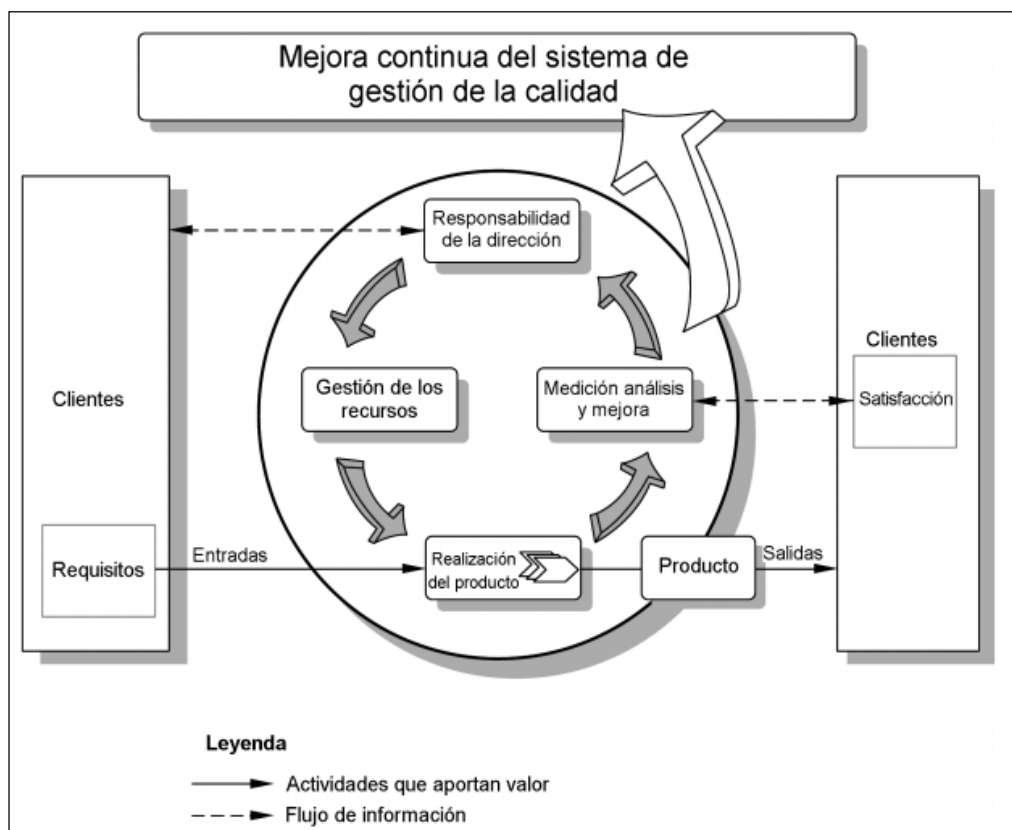 Mejora continua del sistema de
gestión de la calidad
Responsabilidad
de la dirección
Clientes
Gestión de los
recursos
Medición análisis
y mejora
Clientes
Satisfacción
Requisitos
Entradas
Realización
del producto
Producto
Salidas
Leyenda
Actividades que aportan valor
Flujo de información